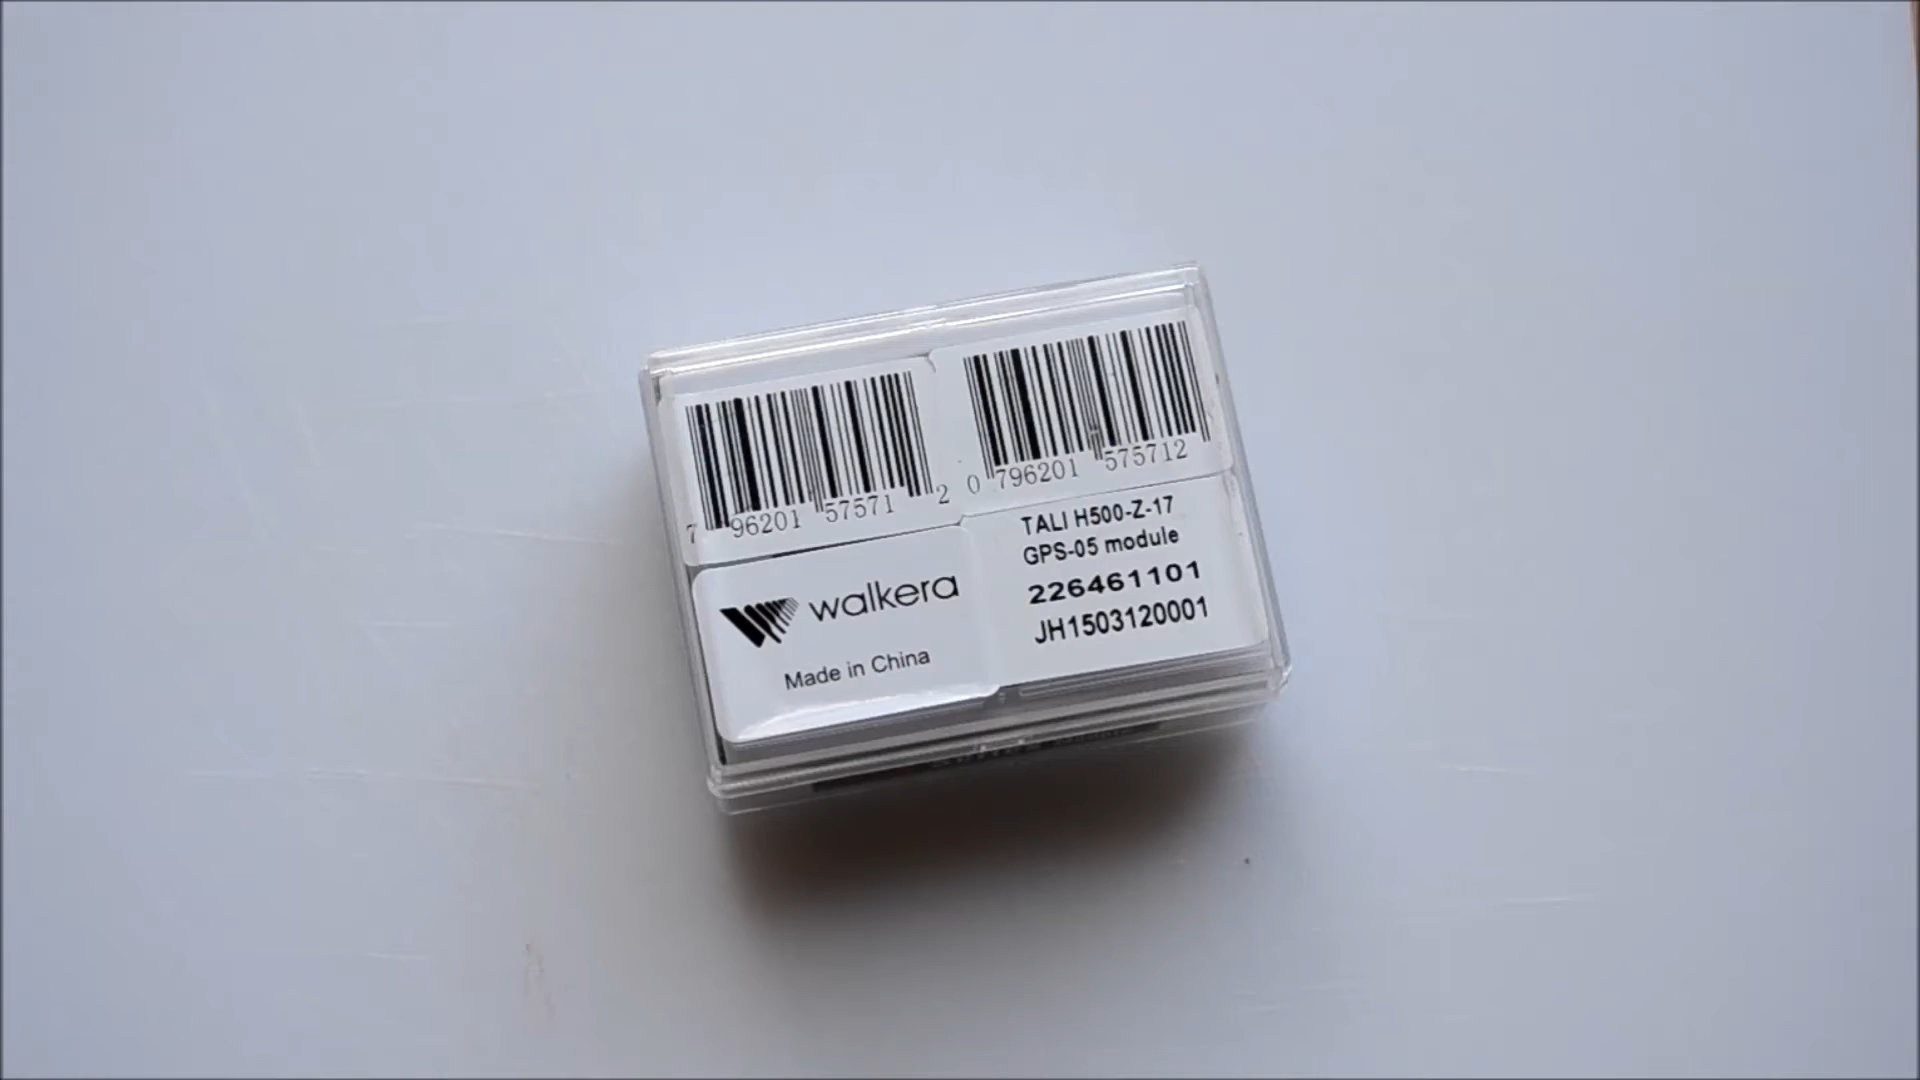 7 96201 57571 2
0 796201 575712
walkera
Made in China
TALI H500-Z-17
GPS-05 module
226461101
JH1503120001